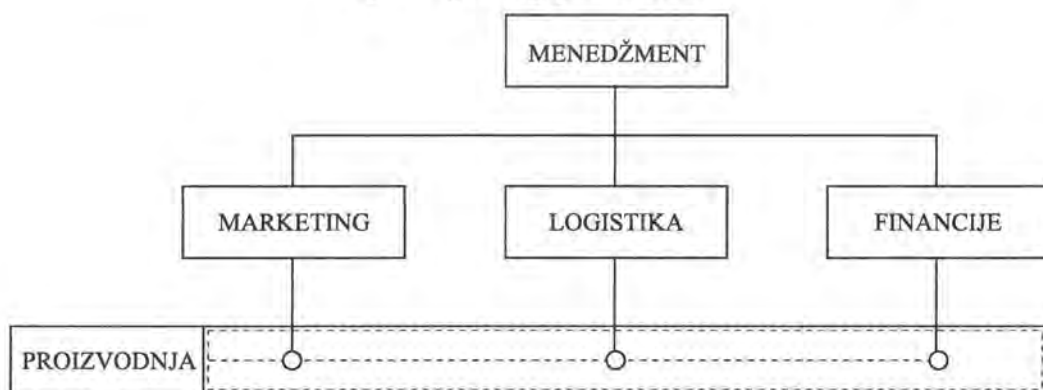 MENEDŽMENT
MARKETING
LOGISTIKA
FINANCIJE
PROIZVODNJA